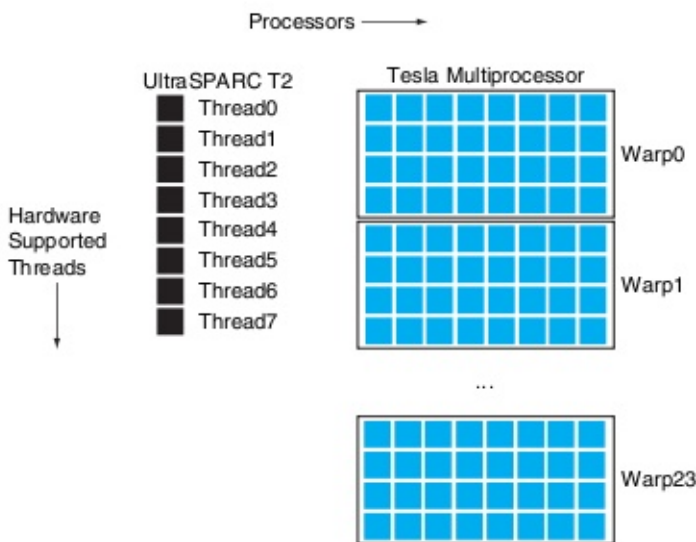 Processors
UltraSPARC T2
Tesla Multiprocessor
Thread0
Thread1
Thread2
Thread3
Thread4
Thread5
Thread6
Thread7
Hardware
Supported
Threads
Warp0
Warp1
...
Warp23